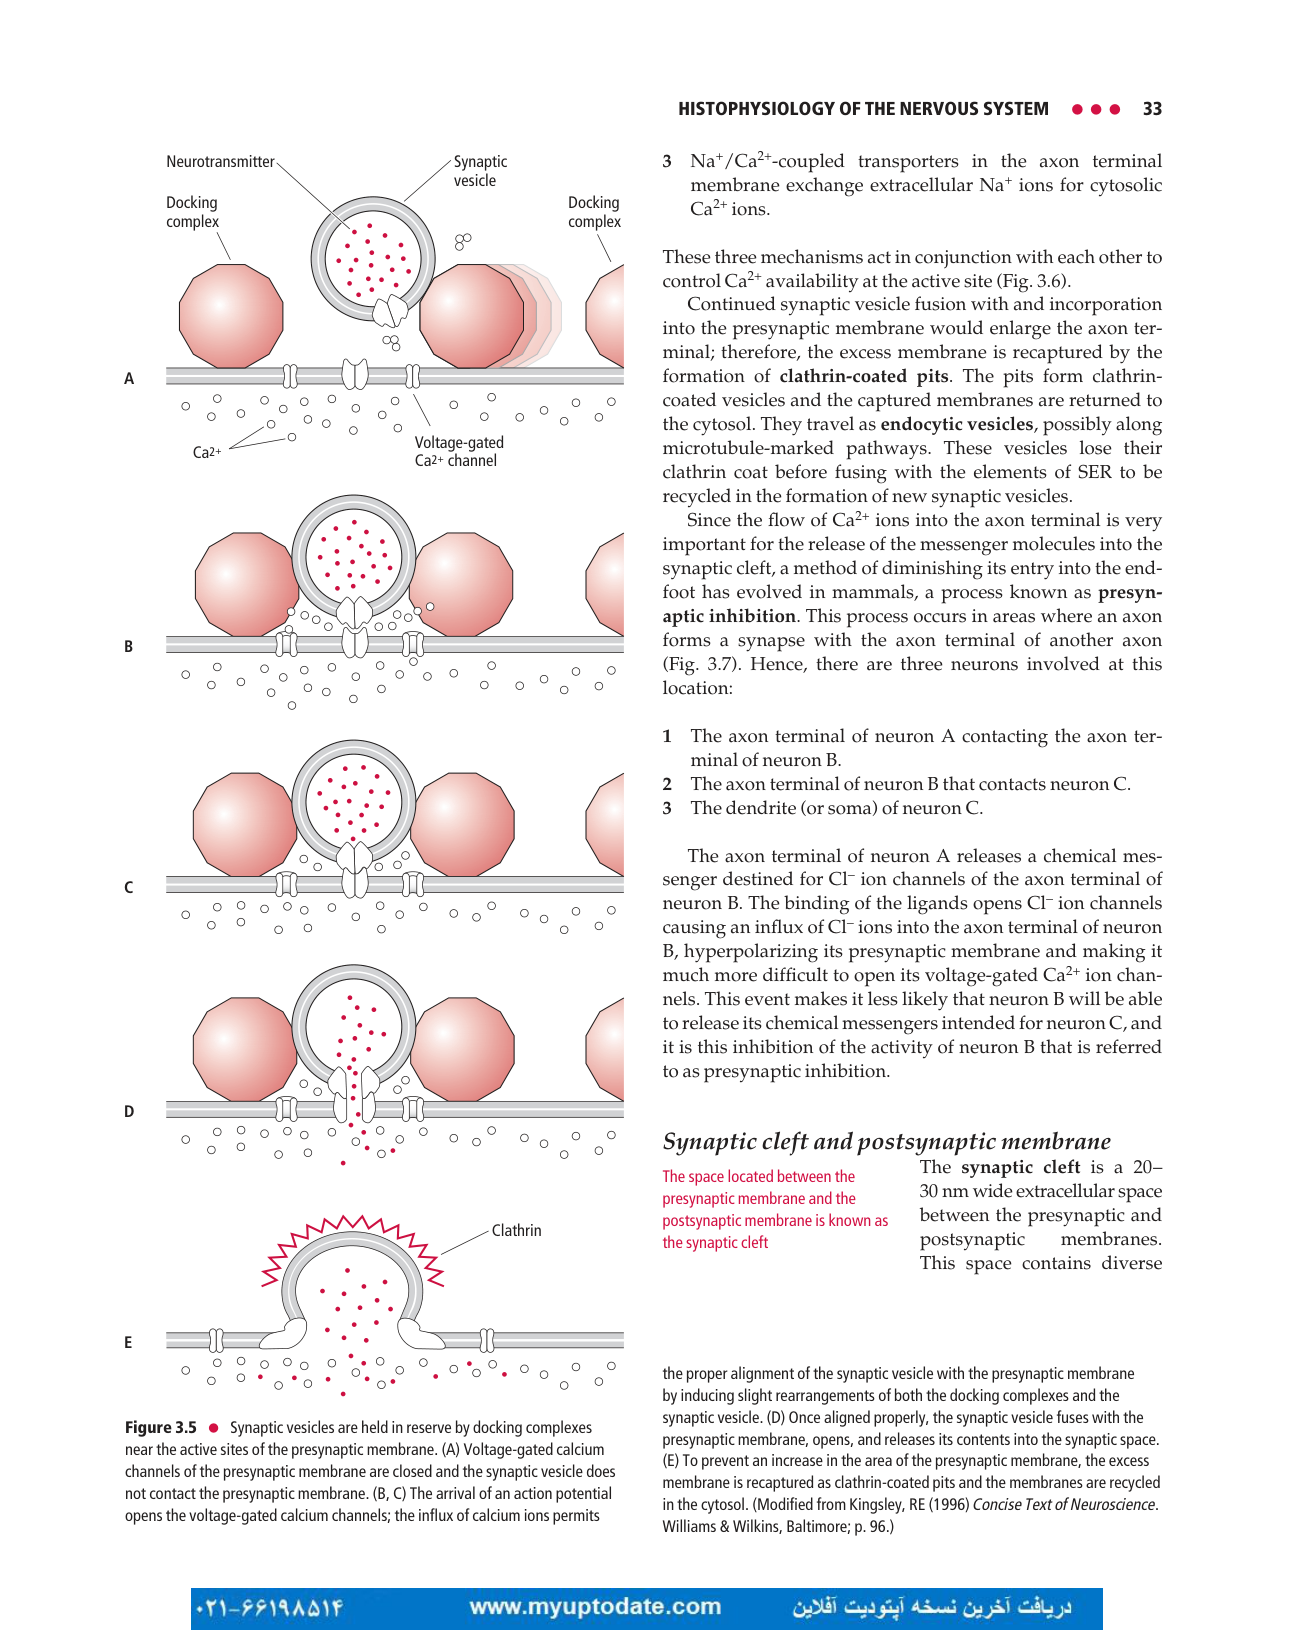 HISTOPHYSIOLOGY OF THE NERVOUS SYSTEM ● ● ● 33
Neurotransmitter
Synaptic
vesicle
Docking
complex
Docking
complex
A
Ca2+
Voltage-gated
Ca2+ channel
B
C
D
Clathrin
E
Figure 3.5 ● Synaptic vesicles are held in reserve by docking complexes
near the active sites of the presynaptic membrane. (A) Voltage-gated calcium
channels of the presynaptic membrane are closed and the synaptic vesicle does
not contact the presynaptic membrane. (B, C) The arrival of an action potential
opens the voltage-gated calcium channels; the influx of calcium ions permits
3 Na+/Ca2+-coupled transporters in the axon terminal
membrane exchange extracellular Na+ ions for cytosolic
Ca2+ ions.
These three mechanisms act in conjunction with each other to
control Ca2+ availability at the active site (Fig. 3.6).
Continued synaptic vesicle fusion with and incorporation
into the presynaptic membrane would enlarge the axon ter-
minal; therefore, the excess membrane is recaptured by the
formation of clathrin-coated pits. The pits form clathrin-
coated vesicles and the captured membranes are returned to
the cytosol. They travel as endocytic vesicles, possibly along
microtubule-marked pathways. These vesicles lose their
clathrin coat before fusing with the elements of SER to be
recycled in the formation of new synaptic vesicles.
Since the flow of Ca2+ ions into the axon terminal is very
important for the release of the messenger molecules into the
synaptic cleft, a method of diminishing its entry into the end-
foot has evolved in mammals, a process known as presyn-
aptic inhibition. This process occurs in areas where an axon
forms a synapse with the axon terminal of another axon
(Fig. 3.7). Hence, there are three neurons involved at this
location:
1 The axon terminal of neuron A contacting the axon ter-
minal of neuron B.
2 The axon terminal of neuron B that contacts neuron C.
3 The dendrite (or soma) of neuron C.
The axon terminal of neuron A releases a chemical mes-
senger destined for Cl− ion channels of the axon terminal of
neuron B. The binding of the ligands opens Cl− ion channels
causing an influx of Cl− ions into the axon terminal of neuron
B, hyperpolarizing its presynaptic membrane and making it
much more difficult to open its voltage-gated Ca2+ ion chan-
nels. This event makes it less likely that neuron B will be able
to release its chemical messengers intended for neuron C, and
it is this inhibition of the activity of neuron B that is referred
to as presynaptic inhibition.
Synaptic cleft and postsynaptic membrane
The space located between the
presynaptic membrane and the
postsynaptic membrane is known as
the synaptic cleft
The synaptic cleft is a 20–
30 nm wide extracellular space
between the presynaptic and
postsynaptic membranes.
This space contains diverse
the proper alignment of the synaptic vesicle with the presynaptic membrane
by inducing slight rearrangements of both the docking complexes and the
synaptic vesicle. (D) Once aligned properly, the synaptic vesicle fuses with the
presynaptic membrane, opens, and releases its contents into the synaptic space.
(E) To prevent an increase in the area of the presynaptic membrane, the excess
membrane is recaptured as clathrin-coated pits and the membranes are recycled
in the cytosol. (Modified from Kingsley, RE (1996) Concise Text of Neuroscience.
Williams & Wilkins, Baltimore; p. 96.)
۰۲۱-۶۶۱۹۸۵۱۴ www.myuptodate.com دریافت آخرین نسخه آپتودیت آفلاین